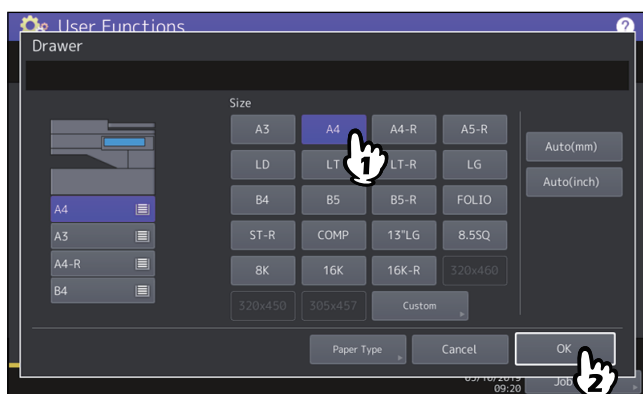 User Functions
?
Drawer
Size
A3 A4 A4-R A5-R
LD LT LT-R LG
B4 B5 B5-R FOLIO
ST-R COMP 13"LG 8.5SQ
8K 16K 16K-R 320x460
320x450 305x457 Custom
Auto(mm)
Auto(inch)
A4
A3
A4-R
B4
1
Paper Type
Cancel
OK
2
09:20
Job